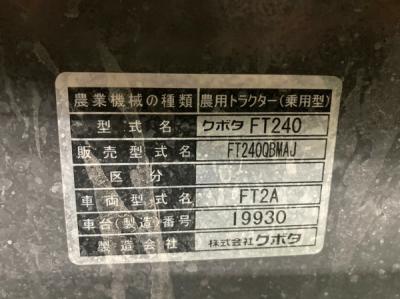 農業機械の種類 農用トラクター(乗用型)
型式名 クボタ FT240
販売型式名 FT240QBMAJ
区分
車両型式名 FT2A
車台(製造)番号 19930
製造会社 株式会社クボタ